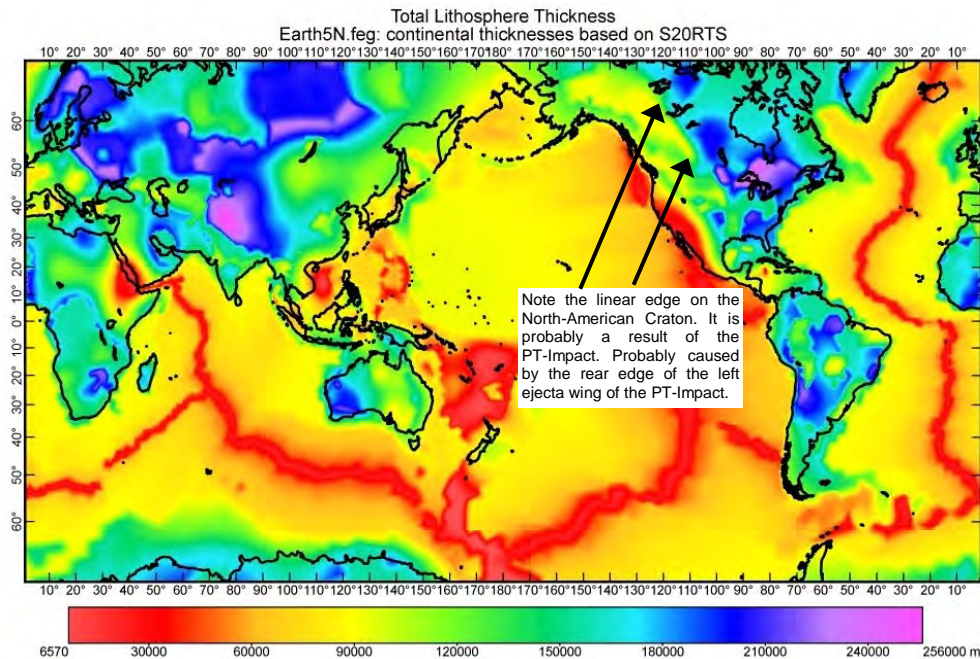 Total Lithosphere Thickness
Earth5N.feg: continental thicknesses based on S20RTS
10° 20° 30° 40° 50° 60° 70° 80° 90° 100° 110° 120° 130° 140° 150° 160° 170° 180° 170° 160° 150° 140° 130° 120° 110° 100° 90° 80° 70° 60° 50° 40° 30° 20° 10°
60°
50°
40°
30°
20°
10°
0°
10°
20°
30°
40°
50°
60°
Note the linear edge on the
North-American Craton. It is
probably a result of the
PT-Impact. Probably caused
by the rear edge of the left
ejecta wing of the PT-Impact.
10° 20° 30° 40° 50° 60° 70° 80° 90° 100° 110° 120° 130° 140° 150° 160° 170° 180° 170° 160° 150° 140° 130° 120° 110° 100° 90° 80° 70° 60° 50° 40° 30° 20° 10°
6570 30000 60000 90000 120000 150000 180000 210000 240000 256000 m